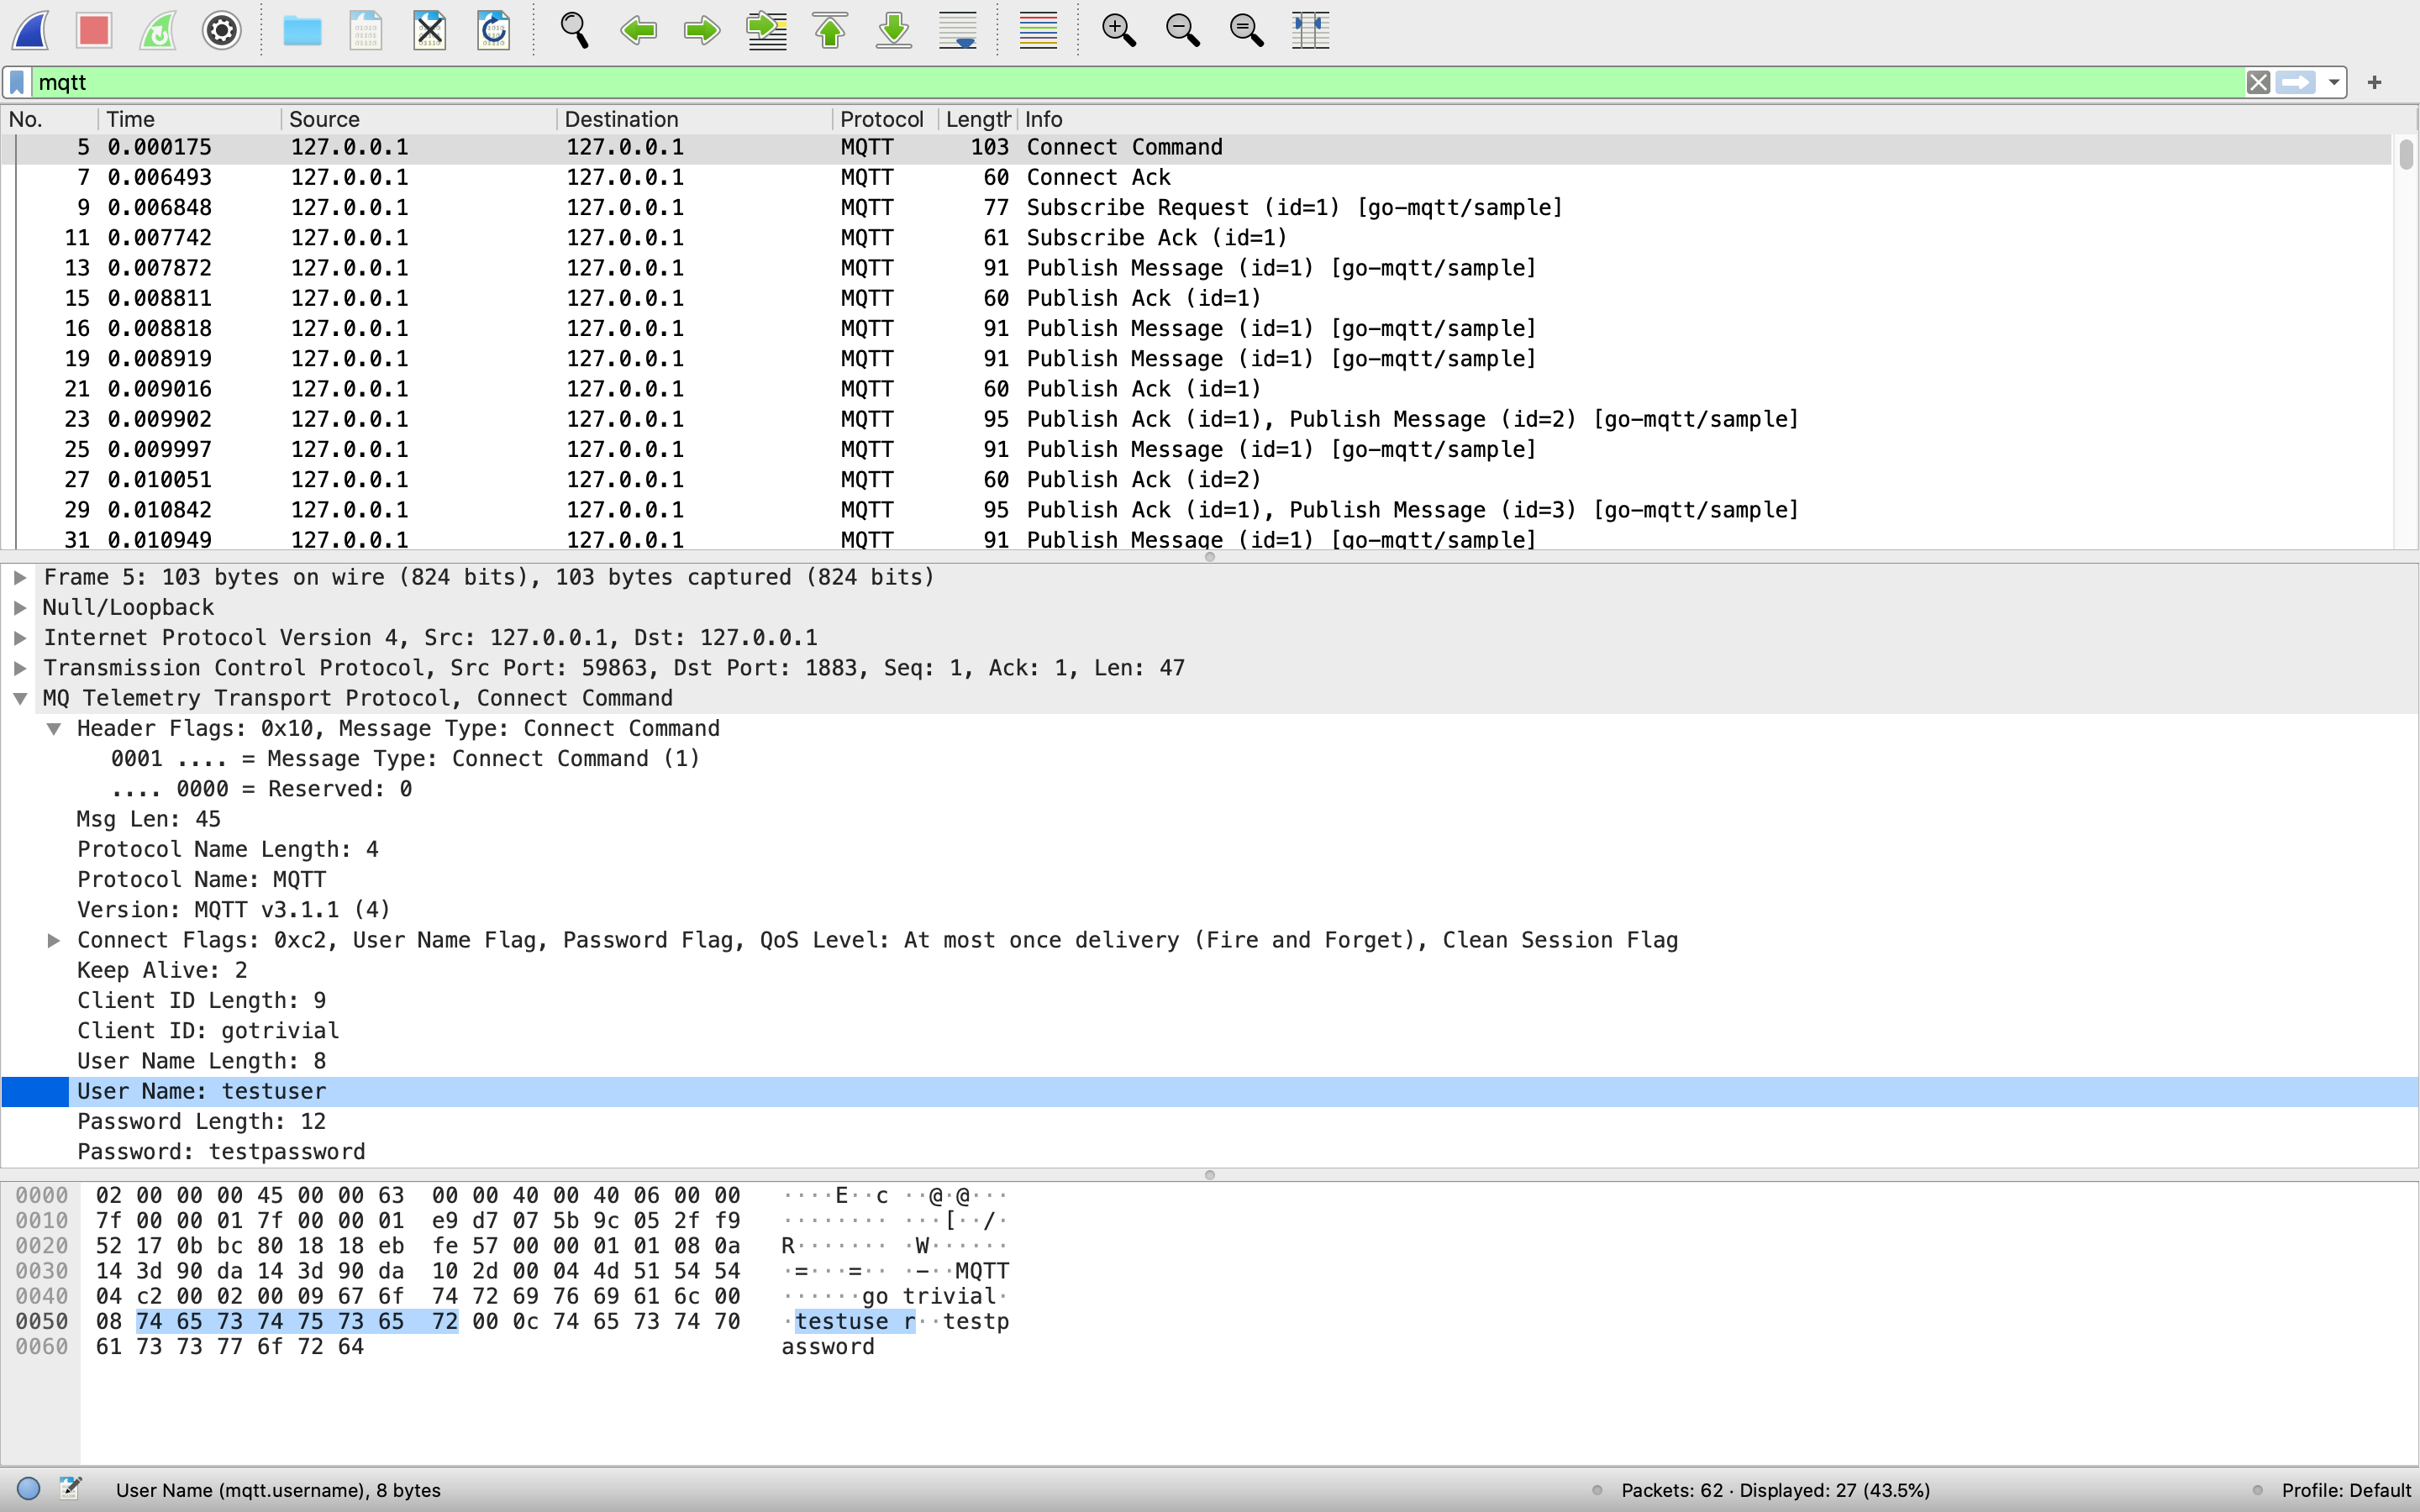 mqtt
No. Time Source Destination Protocol Length Info
5 0.000175 127.0.0.1 127.0.0.1 MQTT 103 Connect Command
7 0.006493 127.0.0.1 127.0.0.1 MQTT 60 Connect Ack
9 0.006848 127.0.0.1 127.0.0.1 MQTT 77 Subscribe Request (id=1) [go-mqtt/sample]
11 0.007742 127.0.0.1 127.0.0.1 MQTT 61 Subscribe Ack (id=1)
13 0.007872 127.0.0.1 127.0.0.1 MQTT 91 Publish Message (id=1) [go-mqtt/sample]
15 0.008811 127.0.0.1 127.0.0.1 MQTT 60 Publish Ack (id=1)
16 0.008818 127.0.0.1 127.0.0.1 MQTT 91 Publish Message (id=1) [go-mqtt/sample]
19 0.008919 127.0.0.1 127.0.0.1 MQTT 91 Publish Message (id=1) [go-mqtt/sample]
21 0.009016 127.0.0.1 127.0.0.1 MQTT 60 Publish Ack (id=1)
23 0.009902 127.0.0.1 127.0.0.1 MQTT 95 Publish Ack (id=1), Publish Message (id=2) [go-mqtt/sample]
25 0.009997 127.0.0.1 127.0.0.1 MQTT 91 Publish Message (id=1) [go-mqtt/sample]
27 0.010051 127.0.0.1 127.0.0.1 MQTT 60 Publish Ack (id=2)
29 0.010842 127.0.0.1 127.0.0.1 MQTT 95 Publish Ack (id=1), Publish Message (id=3) [go-mqtt/sample]
31 0.010949 127.0.0.1 127.0.0.1 MQTT 91 Publish Message (id=1) [go-mqtt/sample]
Frame 5: 103 bytes on wire (824 bits), 103 bytes captured (824 bits)
Null/Loopback
Internet Protocol Version 4, Src: 127.0.0.1, Dst: 127.0.0.1
Transmission Control Protocol, Src Port: 59863, Dst Port: 1883, Seq: 1, Ack: 1, Len: 47
MQ Telemetry Transport Protocol, Connect Command
Header Flags: 0x10, Message Type: Connect Command
0001 .... = Message Type: Connect Command (1)
.... 0000 = Reserved: 0
Msg Len: 45
Protocol Name Length: 4
Protocol Name: MQTT
Version: MQTT v3.1.1 (4)
Connect Flags: 0xc2, User Name Flag, Password Flag, QoS Level: At most once delivery (Fire and Forget), Clean Session Flag
Keep Alive: 2
Client ID Length: 9
Client ID: gotrivial
User Name Length: 8
User Name: testuser
Password Length: 12
Password: testpassword
0000 02 00 00 00 45 00 00 63 00 00 40 00 40 06 00 00 ····E··c ··@·@···
0010 7f 00 00 01 7f 00 00 01 e9 d7 07 5b 9c 05 2f f9 ········ ···[··/·
0020 52 17 0b bc 80 18 18 eb fe 57 00 00 01 01 08 0a R······· ·W······
0030 14 3d 90 da 14 3d 90 da 10 2d 00 04 4d 51 54 54 ·=···=·· ·-··MQTT
0040 04 c2 00 02 00 09 67 6f 74 72 69 76 69 61 6c 00 ······go trivial·
0050 08 74 65 73 74 75 73 65 72 00 0c 74 65 73 74 70 ·testuse r··testp
0060 61 73 73 77 6f 72 64 assword
User Name (mqtt.username), 8 bytes
Packets: 62 · Displayed: 27 (43.5%)
Profile: Default